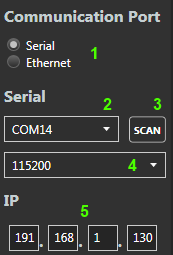 Communication Port
Serial
1
Ethernet
Serial
2 3
COM14 SCAN
115200 4
IP
5
191 . 168 . 1 . 130